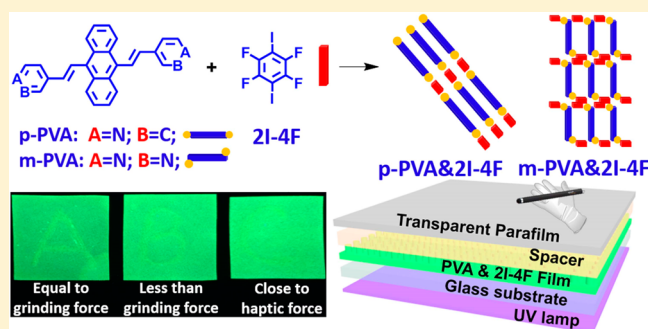 A
B
A
B
+
I
F
F
F
F
I
p-PVA: A=N; B=C;
2I-4F
m-PVA: A=N; B=N;
p-PVA&2I-4F
m-PVA&2I-4F
A
B
Equal to
grinding force
Less than
grinding force
Close to
haptic force
Transparent Parafilm
Spacer
PVA & 2I-4F Film
Glass substrate
UV lamp